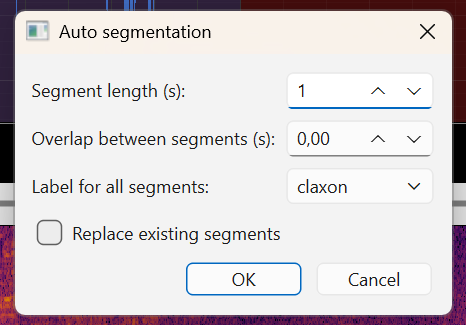 Auto segmentation
Segment length (s): 1
Overlap between segments (s): 0,00
Label for all segments: claxon
Replace existing segments
OK Cancel